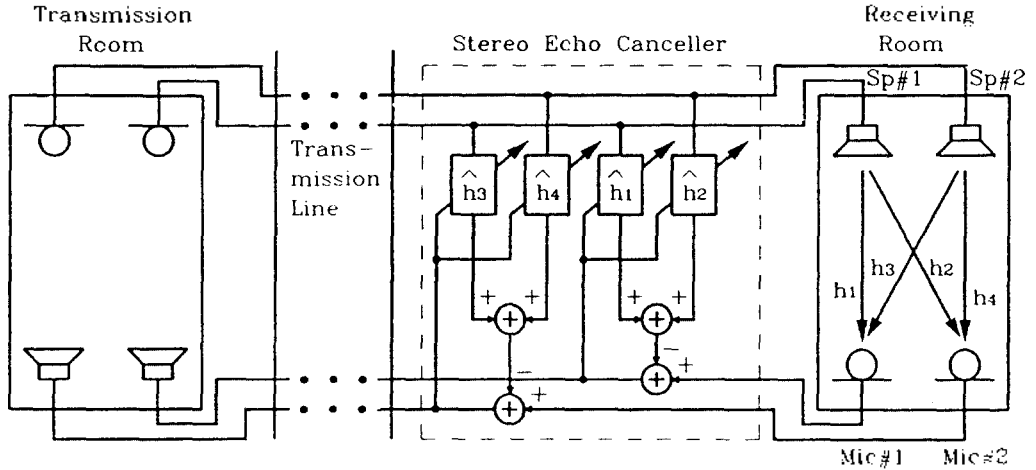 Transmission
Room
Stereo Echo Canceller
Receiving
Room
Sp#1
Sp#2
Trans-
mission
Line
ĥ3
ĥ4
ĥ1
ĥ2
+
+
+
+
+
+
-
+
-
+
h1
h3
h2
h4
Mic#1
Mic#2